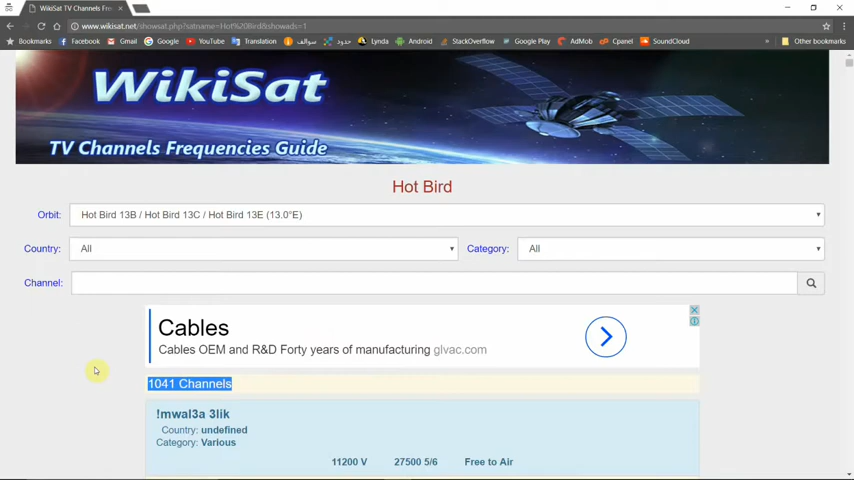 WikiSat TV Channels Fre
www.wikisat.net/showsat.php?satname=Hot%20Bird&showads=1
Bookmarks Facebook Gmail Google YouTube Translation سوالف حدود Lynda Android StackOverflow Google Play AdMob Cpanel SoundCloud » Other bookmarks
WikiSat
TV Channels Frequencies Guide
Hot Bird
Orbit: Hot Bird 13B / Hot Bird 13C / Hot Bird 13E (13.0°E)
Country: All Category: All
Channel:
Cables
Cables OEM and R&D Forty years of manufacturing glvac.com
1041 Channels
!mwal3a 3lik
Country: undefined
Category: Various
11200 V 27500 5/6 Free to Air